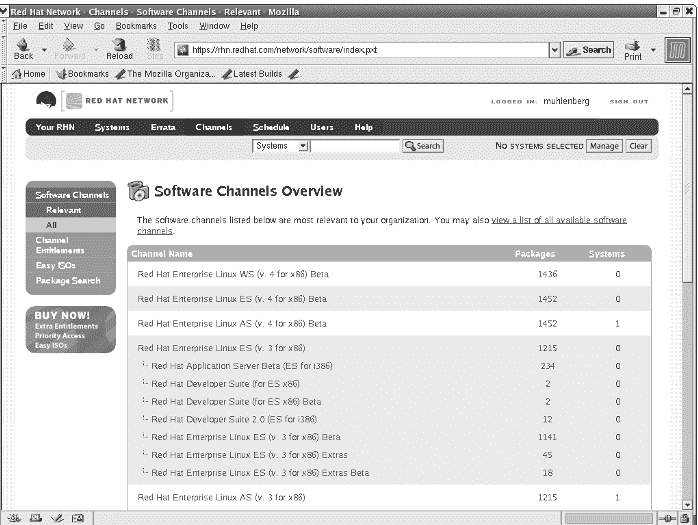 Red Hat Network - Channels - Software Channels - Relevant - Mozilla
File Edit View Go Bookmarks Tools Window Help
Back Forward Reload Stop https://rhn.redhat.com/network/software/index.pxt Search Print
Home Bookmarks The Mozilla Organiza... Latest Builds
RED HAT NETWORK LOGGED IN: muhlenberg SIGN OUT
Your RHN Systems Errata Channels Schedule Users Help
Systems Search NO SYSTEMS SELECTED Manage Clear
Software Channels
Relevant
All
Channel
Entitlements
Easy ISOs
Package Search
BUY NOW!
Extra Entitlements
Priority Access
Easy ISOs
Software Channels Overview
The software channels listed below are most relevant to your organization. You may also view a list of all available software
channels.
Channel Name Packages Systems
Red Hat Enterprise Linux WS (v. 4 for x86) Beta 1436 0
Red Hat Enterprise Linux ES (v. 4 for x86) Beta 1452 0
Red Hat Enterprise Linux AS (v. 4 for x86) Beta 1452 1
Red Hat Enterprise Linux ES (v. 3 for x86) 1215 0
Red Hat Application Server Beta (ES for i386) 234 0
Red Hat Developer Suite (for ES x86) 2 0
Red Hat Developer Suite (for ES x86) Beta 2 0
Red Hat Developer Suite 2.0 (ES for i386) 12 0
Red Hat Enterprise Linux ES (v. 3 for x86) Beta 1141 0
Red Hat Enterprise Linux ES (v. 3 for x86) Extras 45 0
Red Hat Enterprise Linux ES (v. 3 for x86) Extras Beta 18 0
Red Hat Enterprise Linux AS (v. 3 for x86) 1215 1